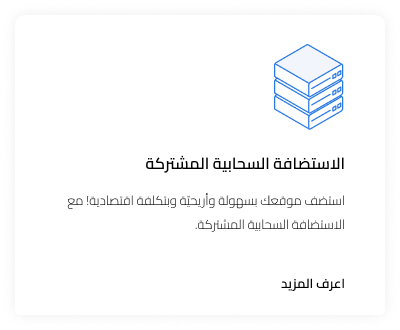 الاستضافة السحابية المشتركة
استضف موقعك بسهولة وأريحيّة وبتكلفة اقتصادية! مع
الاستضافة السحابية المشتركة.
اعرف المزيد